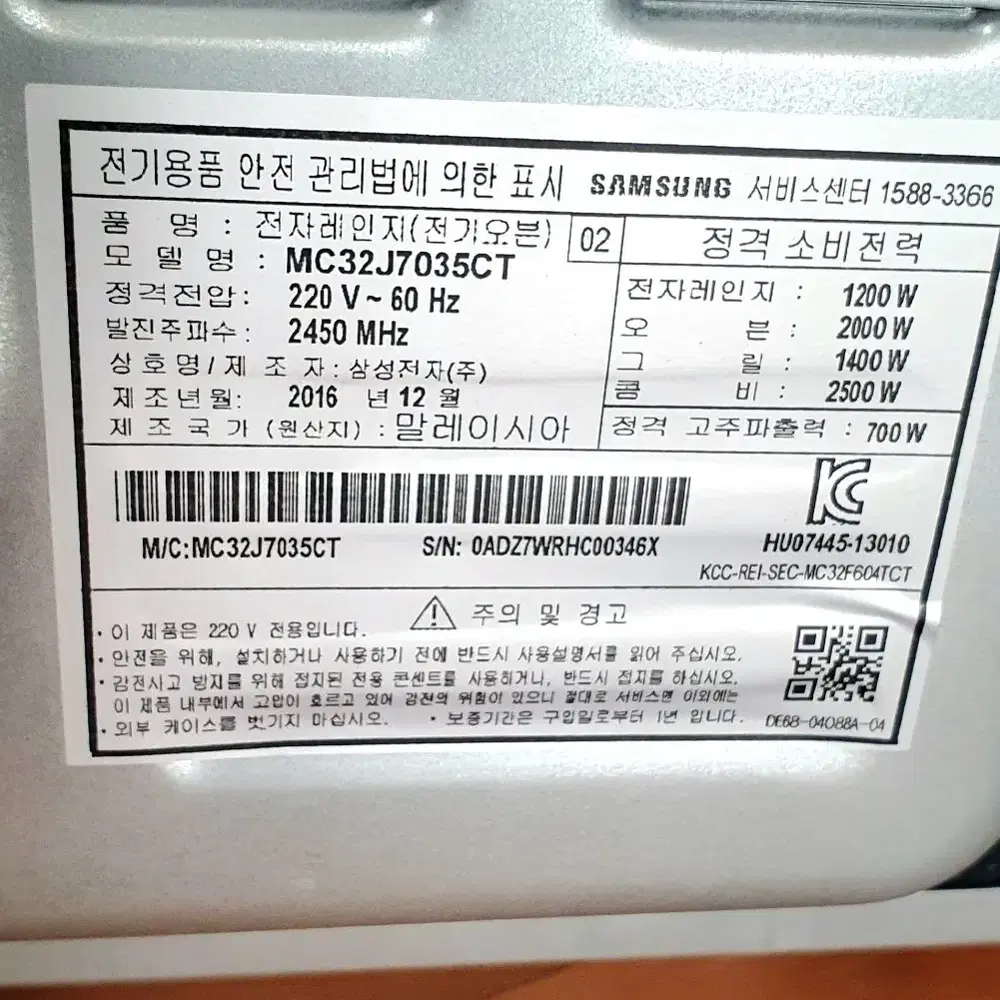 전기용품 안전 관리법에 의한 표시 SAMSUNG 서비스센터 1588-3366
품 명 : 전자레인지(전기오븐) 02
모 델 명 : MC32J7035CT
정격전압: 220 V ~ 60 Hz
발진주파수: 2450 MHz
상호명/제 조 자: 삼성전자(주)
제조년월: 2016 년 12 월
제 조 국 가 (원산지) : 말레이시아
정격 소비전력
전자레인지 : 1200 W
오 븐 : 2000 W
그 릴 : 1400 W
콤 비 : 2500 W
정격 고주파출력 : 700 W
M/C:MC32J7035CT S/N: 0ADZ7WRHC00346X
HU07445-13010
KCC-REI-SEC-MC32F604TCT
주의 및 경고
• 이 제품은 220 V 전용입니다.
• 안전을 위해, 설치하거나 사용하기 전에 반드시 사용설명서를 읽어 주십시오.
• 감전사고 방지를 위해 접지된 전용 콘센트를 사용하거나, 반드시 접지를 하십시오.
이 제품 내부에서 고압이 흐르고 있어 감전의 위험이 있으니 절대로 서비스맨 이외에는
• 외부 케이스를 벗기지 마십시오. • 보증기간은 구입일로부터 1년 입니다.
DE68-04088A-04